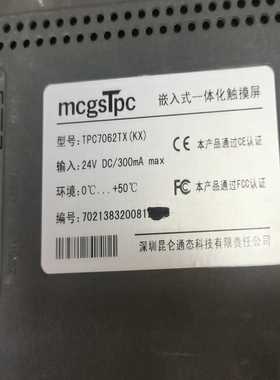 mcgsTpc 嵌入式一体化触摸屏
型号:TPC7062TX(KX)
输入:24V DC/300mA max
CE 本产品通过CE认证
环境:0℃...+50℃
FC 本产品通过FCC认证
编号:702138320081
深圳昆仑通态科技有限责任公司